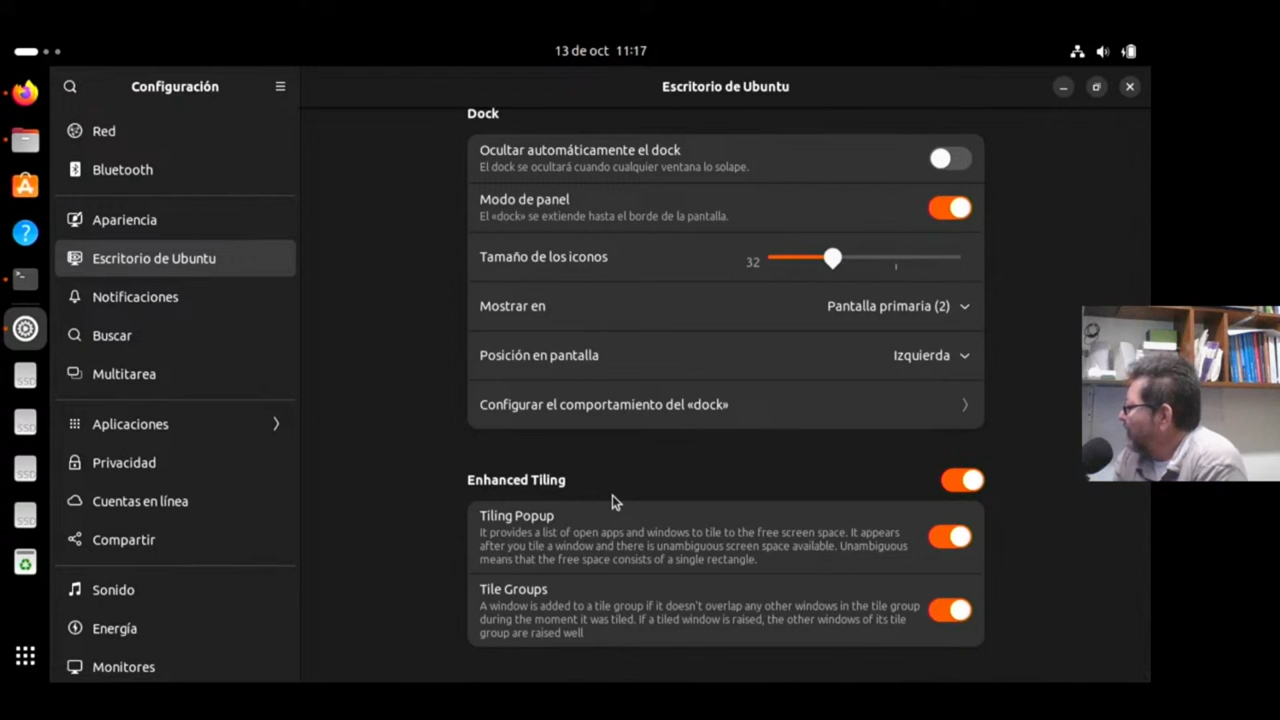 13 de oct 11:17
Configuración
Escritorio de Ubuntu
Red
Bluetooth
Apariencia
Escritorio de Ubuntu
Notificaciones
Buscar
Multitarea
Aplicaciones
Privacidad
Cuentas en línea
Compartir
Sonido
Energía
Monitores
Dock
Ocultar automáticamente el dock
El dock se ocultará cuando cualquier ventana lo solape.
Modo de panel
El «dock» se extiende hasta el borde de la pantalla.
Tamaño de los iconos
32
Mostrar en
Pantalla primaria (2)
Posición en pantalla
Izquierda
Configurar el comportamiento del «dock»
Enhanced Tiling
Tiling Popup
It provides a list of open apps and windows to tile to the free screen space. It appears
after you tile a window and there is unambiguous screen space available. Unambiguous
means that the free space consists of a single rectangle.
Tile Groups
A window is added to a tile group if it doesn't overlap any other windows in the tile group
during the moment it was tiled. If a tiled window is raised, the other windows of its tile
group are raised well
SSD
SSD
SSD
SSD